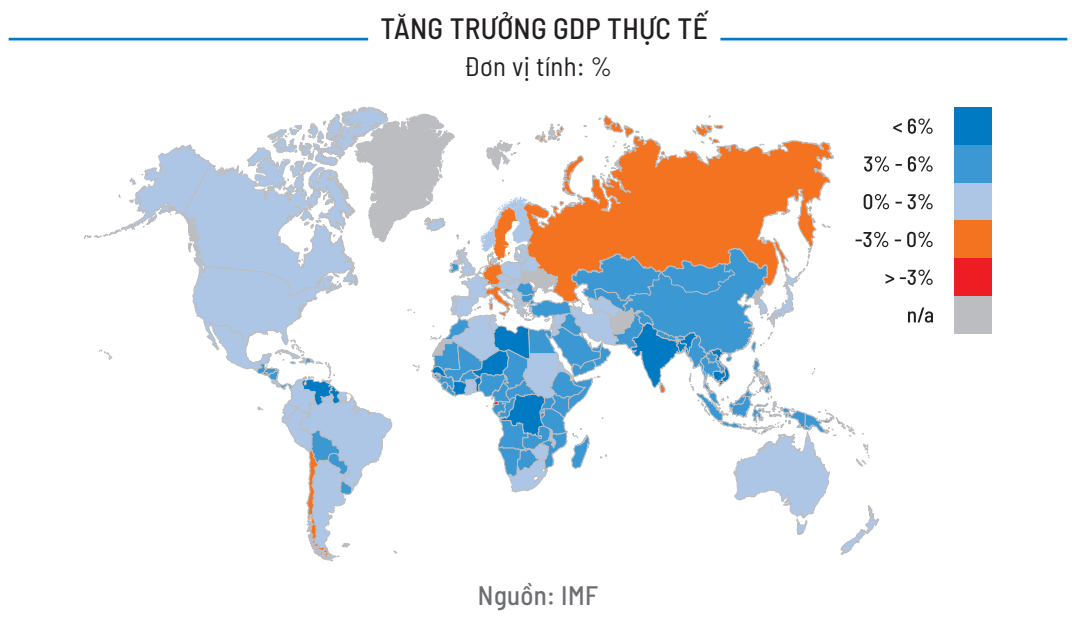 TĂNG TRƯỞNG GDP THỰC TẾ
Đơn vị tính: %
< 6%
3% - 6%
0% - 3%
-3% - 0%
> -3%
n/a
Nguồn: IMF